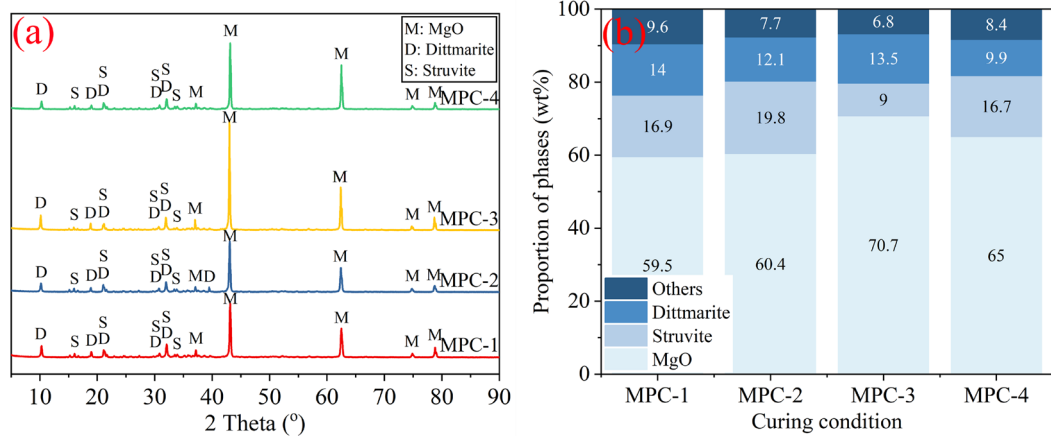 (a)
M: MgO
D: Dittmarite
S: Struvite
M
M
D S D S D S D S D S M M M
MPC-4
M
M
D S D S D S D S D S M M M
MPC-3
M
M
D S D S D S D S D S M D M M
MPC-2
M
M
D S D S D S D S D S M M M
MPC-1
10 20 30 40 50 60 70 80 90
2 Theta (°)
(b)
Proportion of phases (wt%)
100
80
60
40
20
0
9.6 7.7 6.8 8.4
14 12.1 13.5 9.9
16.9 19.8 9 16.7
59.5 60.4 70.7 65
Others
Dittmarite
Struvite
MgO
MPC-1 MPC-2 MPC-3 MPC-4
Curing condition